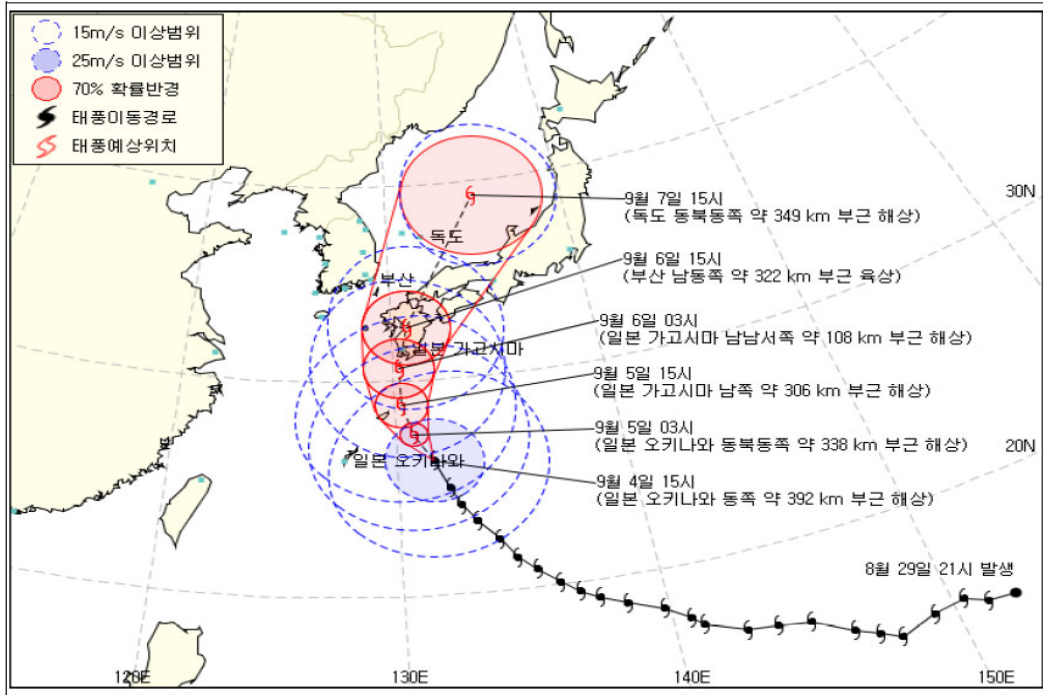 15m/s 이상범위
25m/s 이상범위
70% 확률반경
태풍이동경로
태풍예상위치
30N
9월 7일 15시
(독도 동북동쪽 약 349 km 부근 해상)
독도
9월 6일 15시
(부산 남동쪽 약 322 km 부근 육상)
부산
9월 6일 03시
(일본 가고시마 남남서쪽 약 108 km 부근 해상)
일본 가고시마
9월 5일 15시
(일본 가고시마 남쪽 약 306 km 부근 해상)
9월 5일 03시
(일본 오키나와 동북동쪽 약 338 km 부근 해상)
20N
일본 오키나와
9월 4일 15시
(일본 오키나와 동쪽 약 392 km 부근 해상)
8월 29일 21시 발생
120E
130E
140E
150E